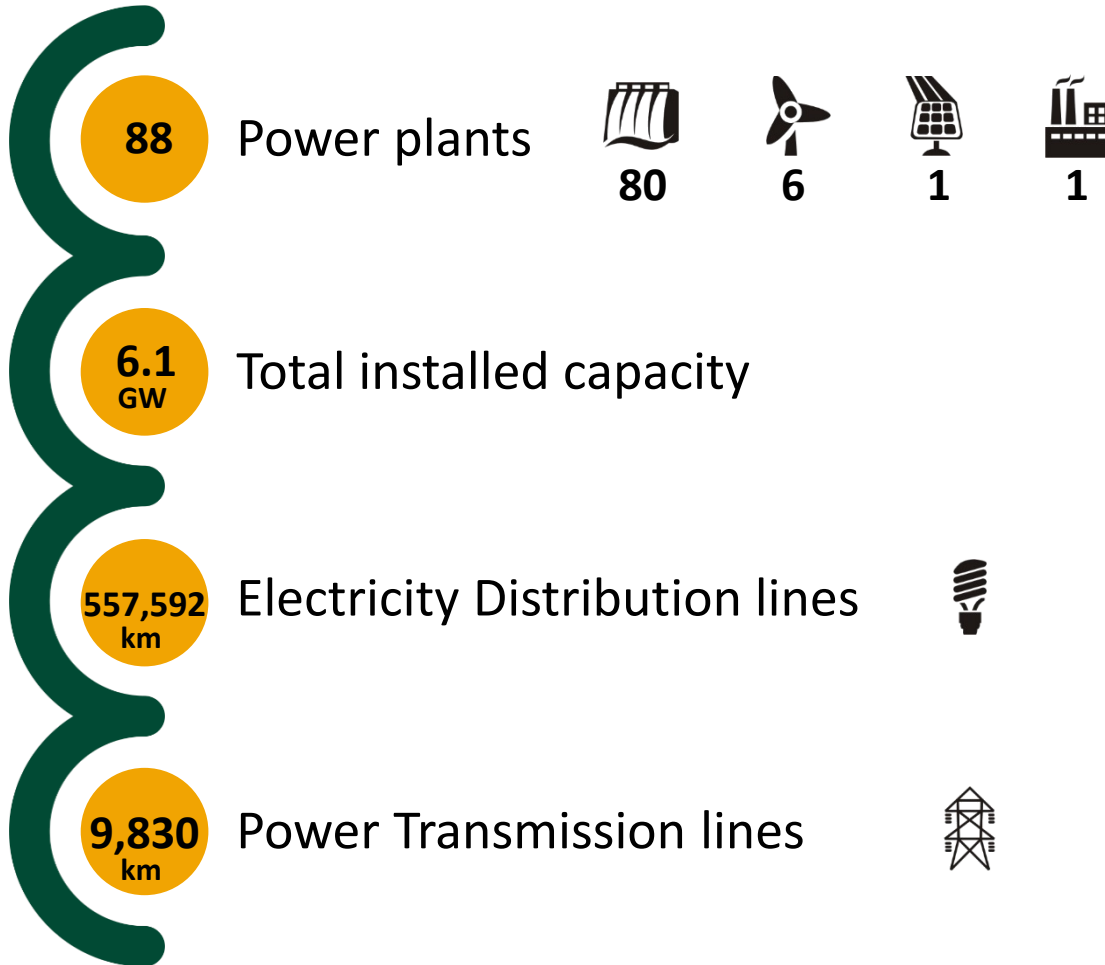 88
Power plants
80
6
1
1
6.1
GW
Total installed capacity
557,592
km
Electricity Distribution lines
9,830
km
Power Transmission lines